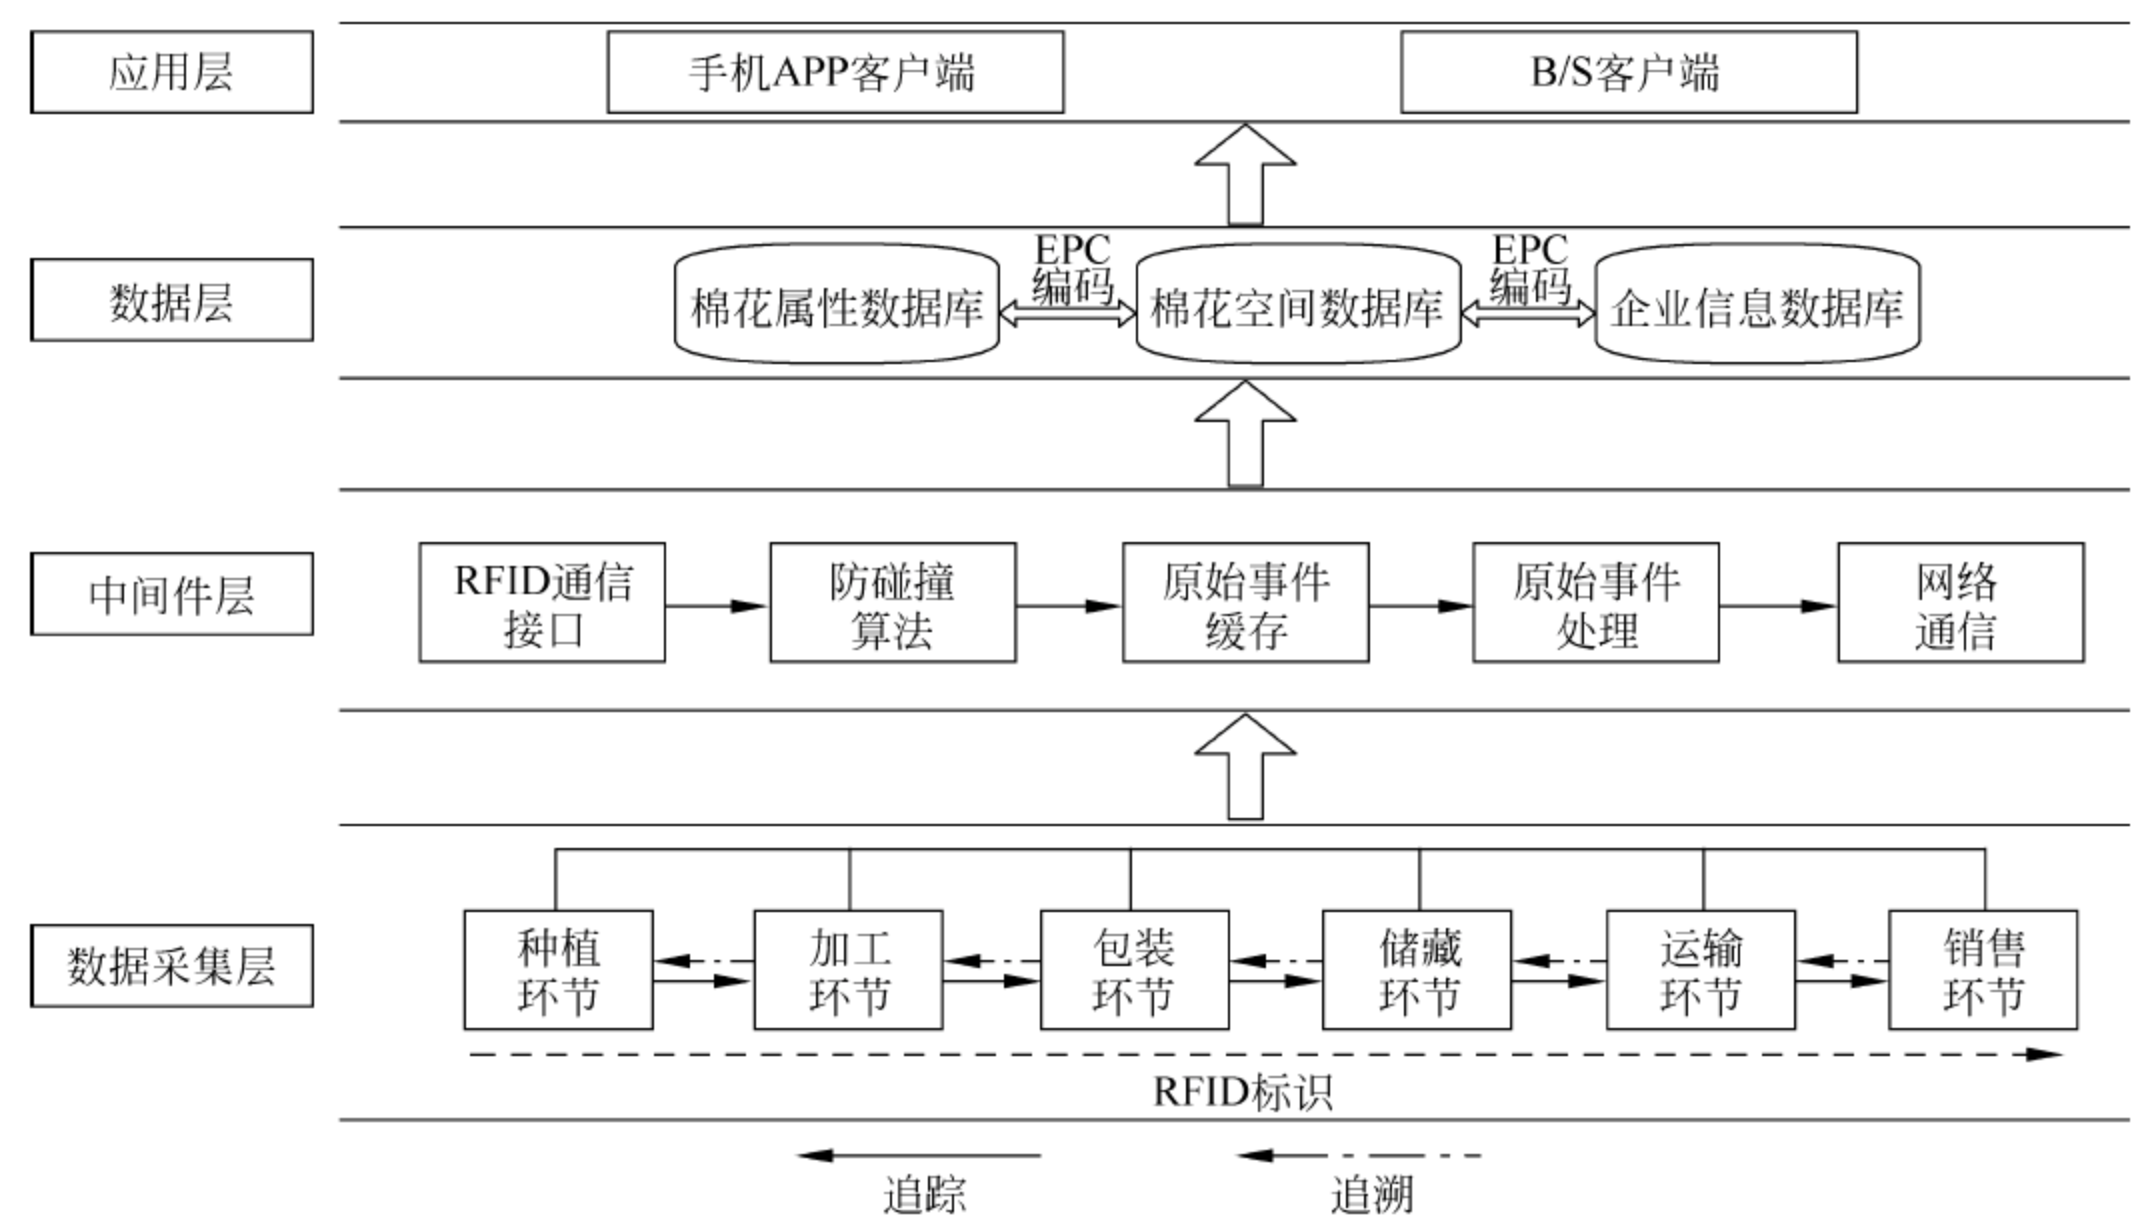 应用层
手机APP客户端
B/S客户端
数据层
棉花属性数据库
EPC
编码
棉花空间数据库
EPC
编码
企业信息数据库
中间件层
RFID通信
接口
防碰撞
算法
原始事件
缓存
原始事件
处理
网络
通信
数据采集层
种植
环节
加工
环节
包装
环节
储藏
环节
运输
环节
销售
环节
RFID标识
追踪
追溯